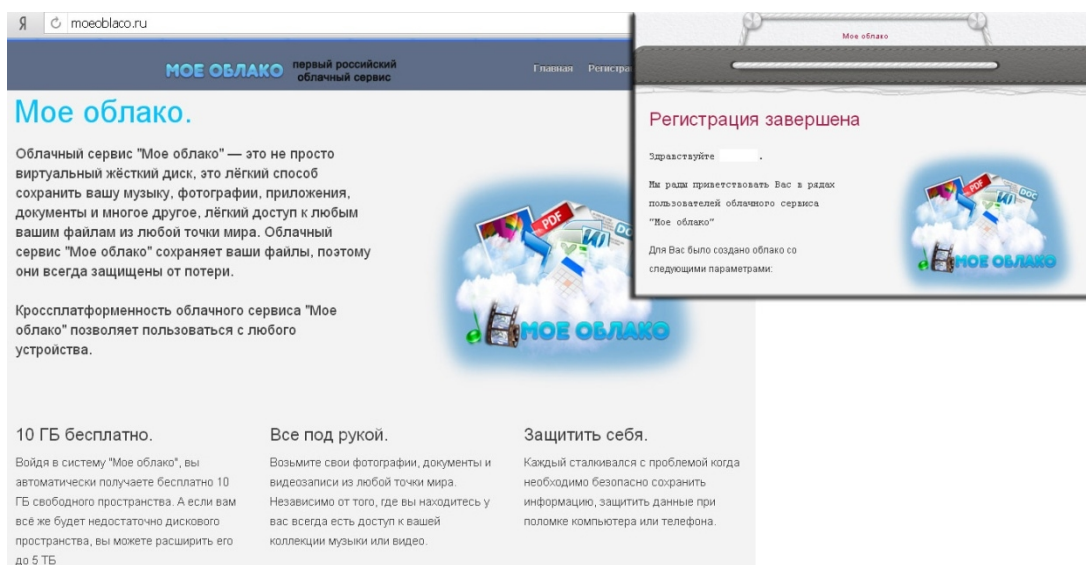 Я moeoblaco.ru
МОЕ ОБЛАКО первый российский
облачный сервис
Главная
Мое облако.
Облачный сервис "Мое облако" — это не просто
виртуальный жёсткий диск, это лёгкий способ
сохранить вашу музыку, фотографии, приложения,
документы и многое другое, лёгкий доступ к любым
вашим файлам из любой точки мира. Облачный
сервис "Мое облако" сохраняет ваши файлы, поэтому
они всегда защищены от потери.
Кроссплатформенность облачного сервиса "Мое
облако" позволяет пользоваться с любого
устройства.
PDF
МОЕ ОБЛАКО
10 ГБ бесплатно.
Войдя в систему "Мое облако", вы
автоматически получаете бесплатно 10
ГБ свободного пространства. А если вам
всё же будет недостаточно дискового
пространства, вы можете расширить его
до 5 ТБ
Все под рукой.
Возьмите свои фотографии, документы и
видеозаписи из любой точки мира.
Независимо от того, где вы находитесь у
вас всегда есть доступ к вашей
коллекции музыки или видео.
Защитить себя.
Каждый сталкивался с проблемой когда
необходимо безопасно сохранить
информацию, защитить данные при
поломке компьютера или телефона.
Мое облако
Регистрация завершена
Здравствуйте .
Мы рады приветствовать Вас в рядах
пользователей облачного сервиса
"Мое облако"
Для Вас было создано облако со
следующими параметрами:
PDF
DOC
МОЕ ОБЛАКО